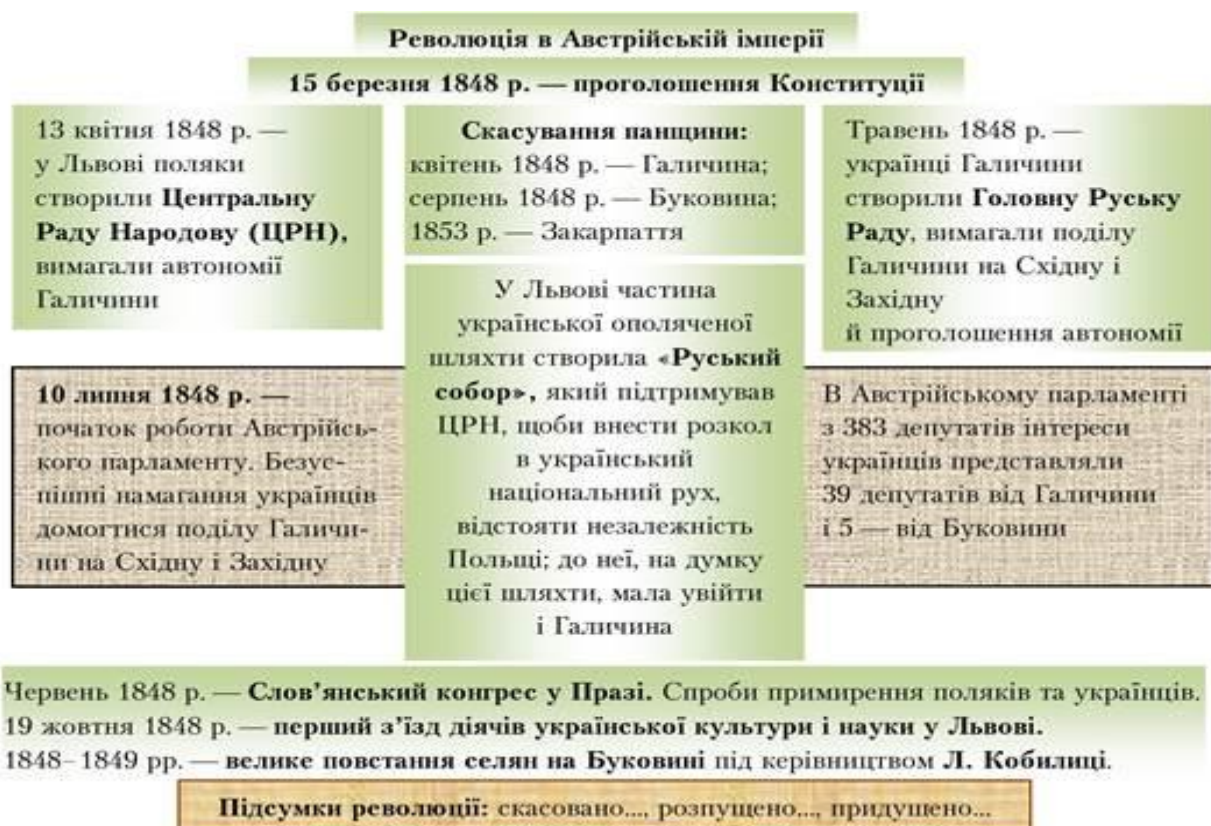 Революція в Австрійській імперії
15 березня 1848 р. — проголошення Конституції
13 квітня 1848 р. —
у Львові поляки
створили Центральну
Раду Народову (ЦРН),
вимагали автономії
Галичини
Скасування панщини:
квітень 1848 р. — Галичина;
серпень 1848 р. — Буковина;
1853 р. — Закарпаття
Травень 1848 р. —
українці Галичини
створили Головну Руську
Раду, вимагали поділу
Галичини на Східну і
Західну
й проголошення автономії
10 липня 1848 р. —
початок роботи Австрійсь-
кого парламенту. Безус-
пішні намагання українців
домогтися поділу Галичи-
ни на Східну і Західну
У Львові частина
української ополяченої
шляхти створила «Руський
собор», який підтримував
ЦРН, щоби внести розкол
в український
національний рух,
відстояти незалежність
Польщі; до неї, на думку
цієї шляхти, мала увійти
і Галичина
В Австрійському парламенті
з 383 депутатів інтереси
українців представляли
39 депутатів від Галичини
і 5 — від Буковини
Червень 1848 р. — Слов’янський конгрес у Празі. Спроби примирення поляків та українців.
19 жовтня 1848 р. — перший з’їзд діячів української культури і науки у Львові.
1848–1849 рр. — велике повстання селян на Буковині під керівництвом Л. Кобилиці.
Підсумки революції: скасовано..., розпущено..., придушено...